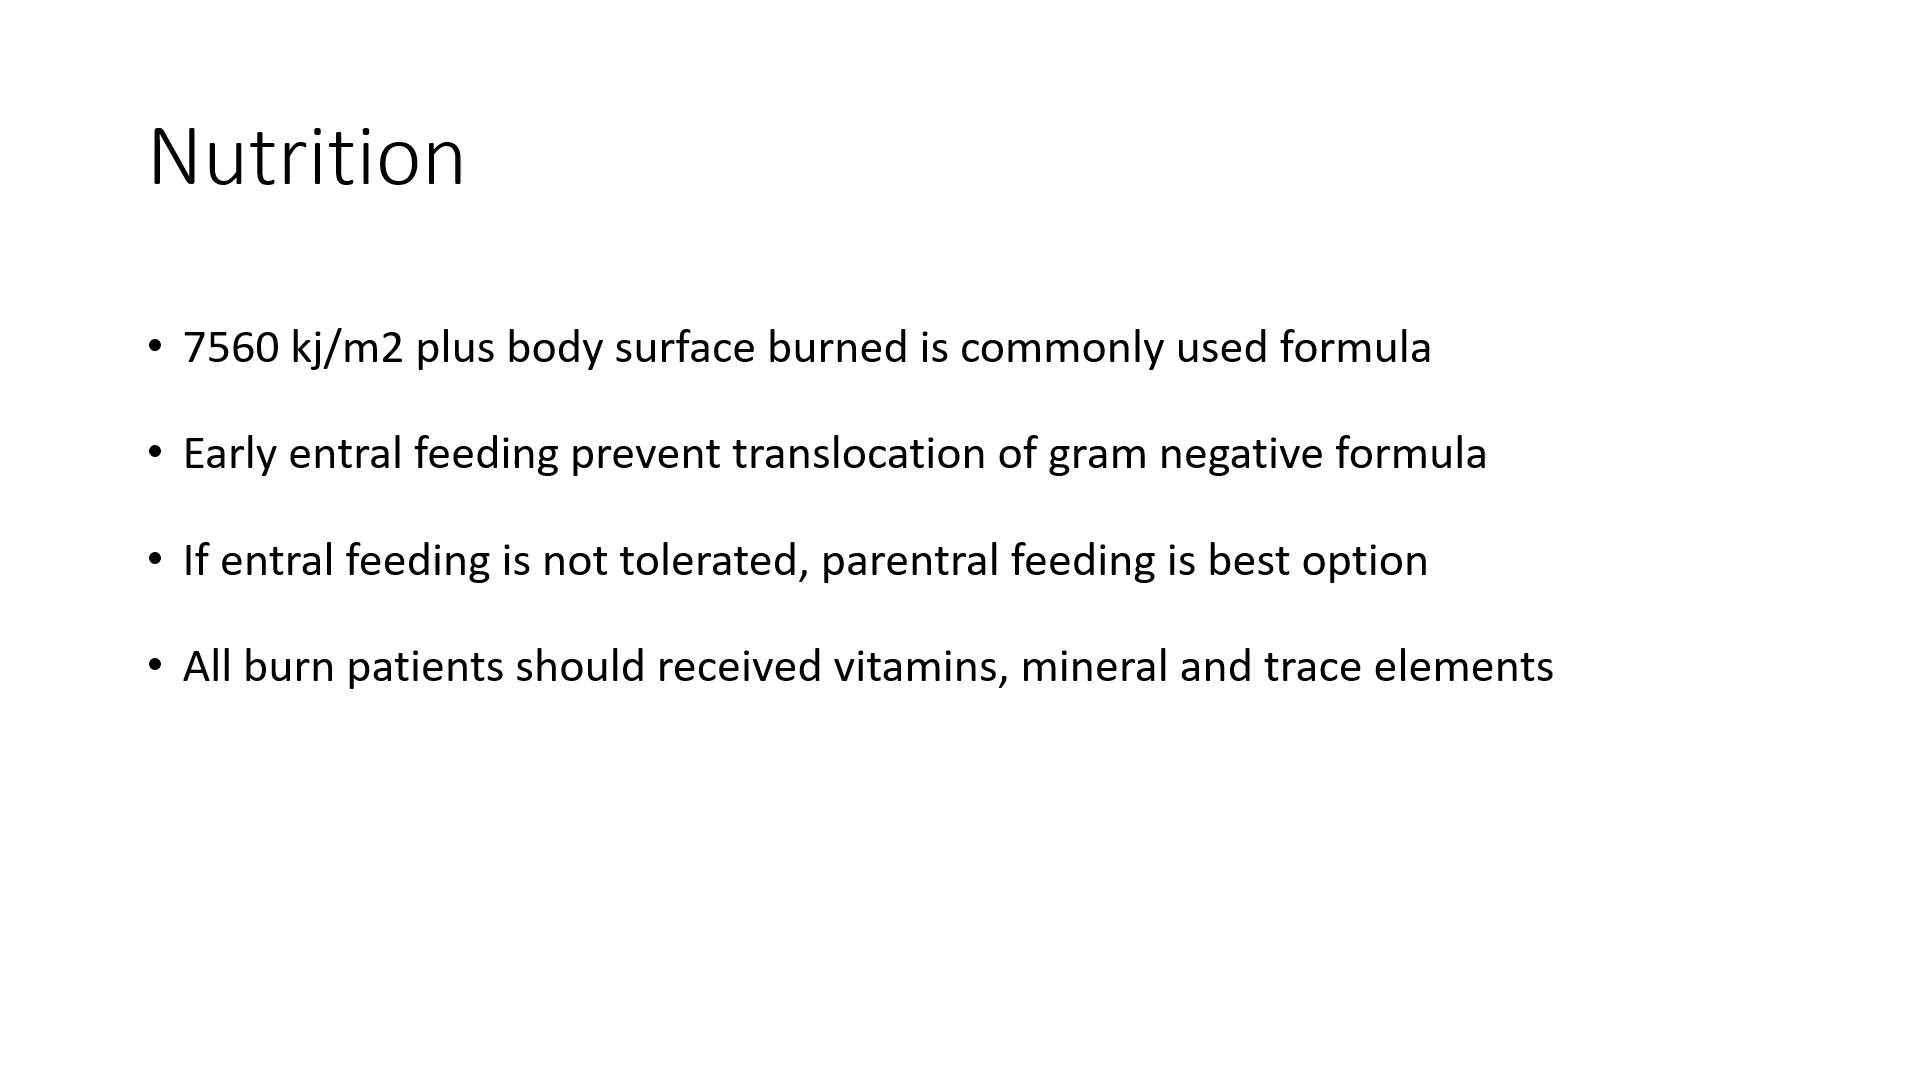 Nutrition
• 7560 kj/m2 plus body surface burned is commonly used formula
• Early entral feeding prevent translocation of gram negative formula
• If entral feeding is not tolerated, parentral feeding is best option
• All burn patients should received vitamins, mineral and trace elements